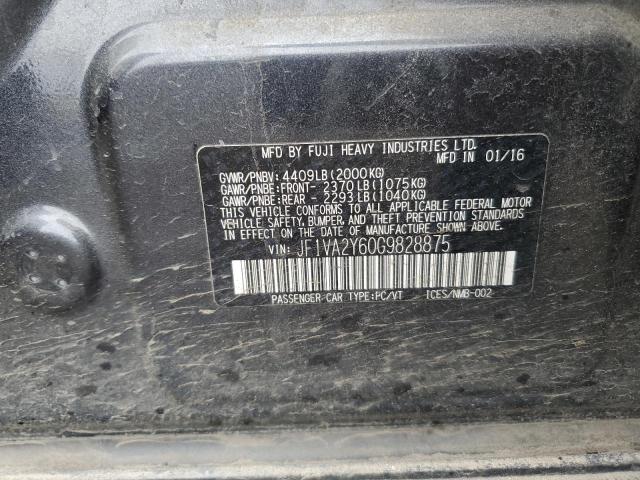 MFD BY FUJI HEAVY INDUSTRIES LTD.
MFD IN 01/16
GVWR/PNBV: 4409LB(2000KG)
GAWR/PNBE:FRONT- 2370LB(1075KG)
GAWR/PNBE:REAR - 2293LB(1040KG)
THIS VEHICLE CONFORMS TO ALL APPLICABLE FEDERAL MOTOR
VEHICLE SAFETY, BUMPER, AND THEFT PREVENTION STANDARDS
IN EFFECT ON THE DATE OF MANUFACTURE SHOWN ABOVE.
VIN: JF1VA2Y60G9828875
PASSENGER CAR TYPE:PC/VT ICES/NMB-002